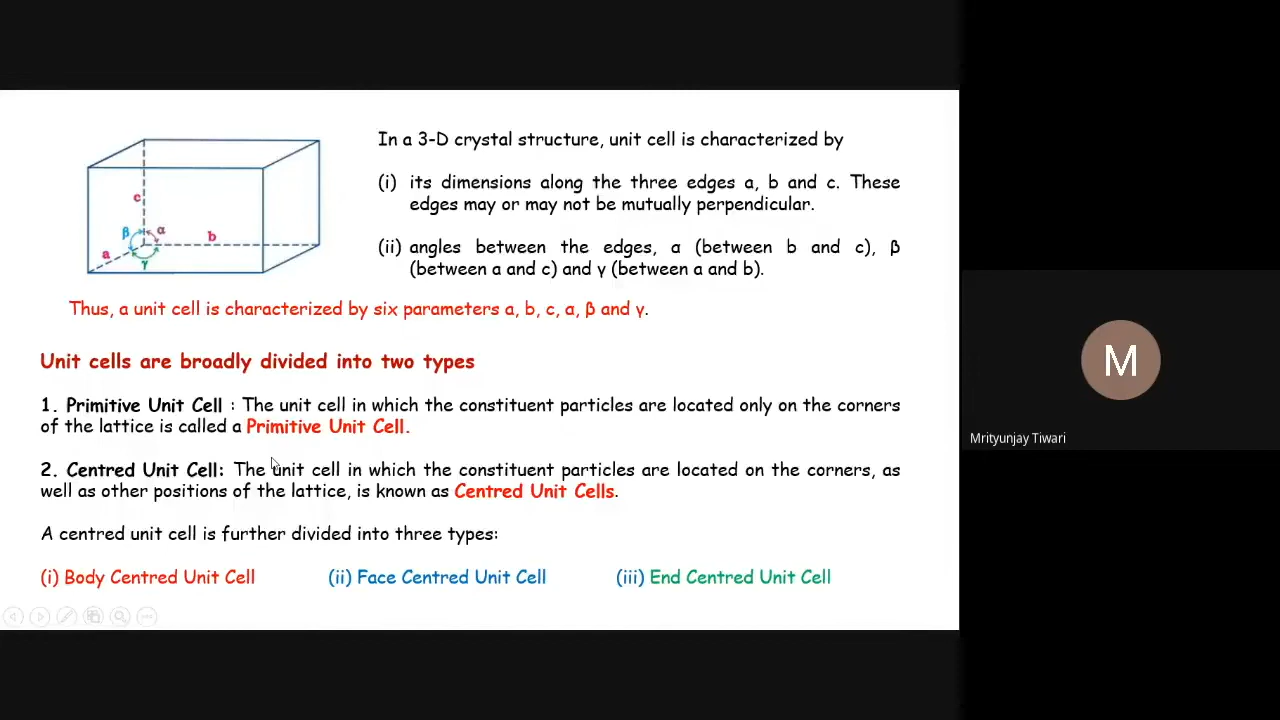 In a 3-D crystal structure, unit cell is characterized by
(i) its dimensions along the three edges a, b and c. These
edges may or may not be mutually perpendicular.
(ii) angles between the edges, α (between b and c), β
(between a and c) and γ (between a and b).
c
β α
b
a
γ
Thus, a unit cell is characterized by six parameters a, b, c, α, β and γ.
Unit cells are broadly divided into two types
1. Primitive Unit Cell : The unit cell in which the constituent particles are located only on the corners
of the lattice is called a Primitive Unit Cell.
2. Centred Unit Cell: The unit cell in which the constituent particles are located on the corners, as
well as other positions of the lattice, is known as Centred Unit Cells.
A centred unit cell is further divided into three types:
(i) Body Centred Unit Cell (ii) Face Centred Unit Cell (iii) End Centred Unit Cell
M
Mrityunjay Tiwari